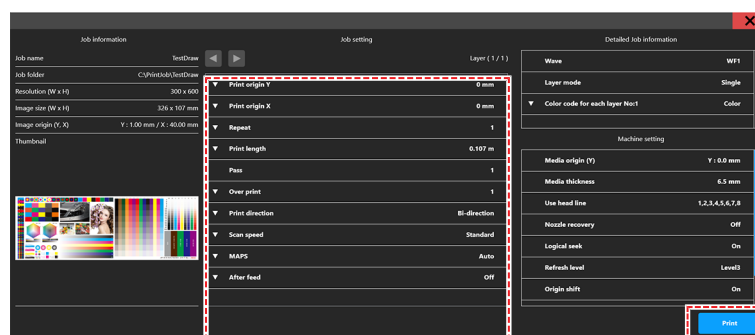 Job information
Job name TestDraw
Job folder C:\PrintJob\TestDraw
Resolution (W x H) 300 x 600
Image size (W x H) 326 x 107 mm
Image origin (Y, X) Y : 1.00 mm / X : 40.00 mm
Thumbnail
Job setting
Layer ( 1 / 1 )
Print origin Y 0 mm
Print origin X 0 mm
Repeat 1
Print length 0.107 m
Pass 1
Over print 1
Print direction Bi-direction
Scan speed Standard
MAPS Auto
After feed Off
Detailed Job information
Wave WF1
Layer mode Single
Color code for each layer No:1 Color
Machine setting
Media origin (Y) Y : 0.0 mm
Media thickness 6.5 mm
Use head line 1,2,3,4,5,6,7,8
Nozzle recovery Off
Logical seek On
Refresh level Level3
Origin shift On
Print